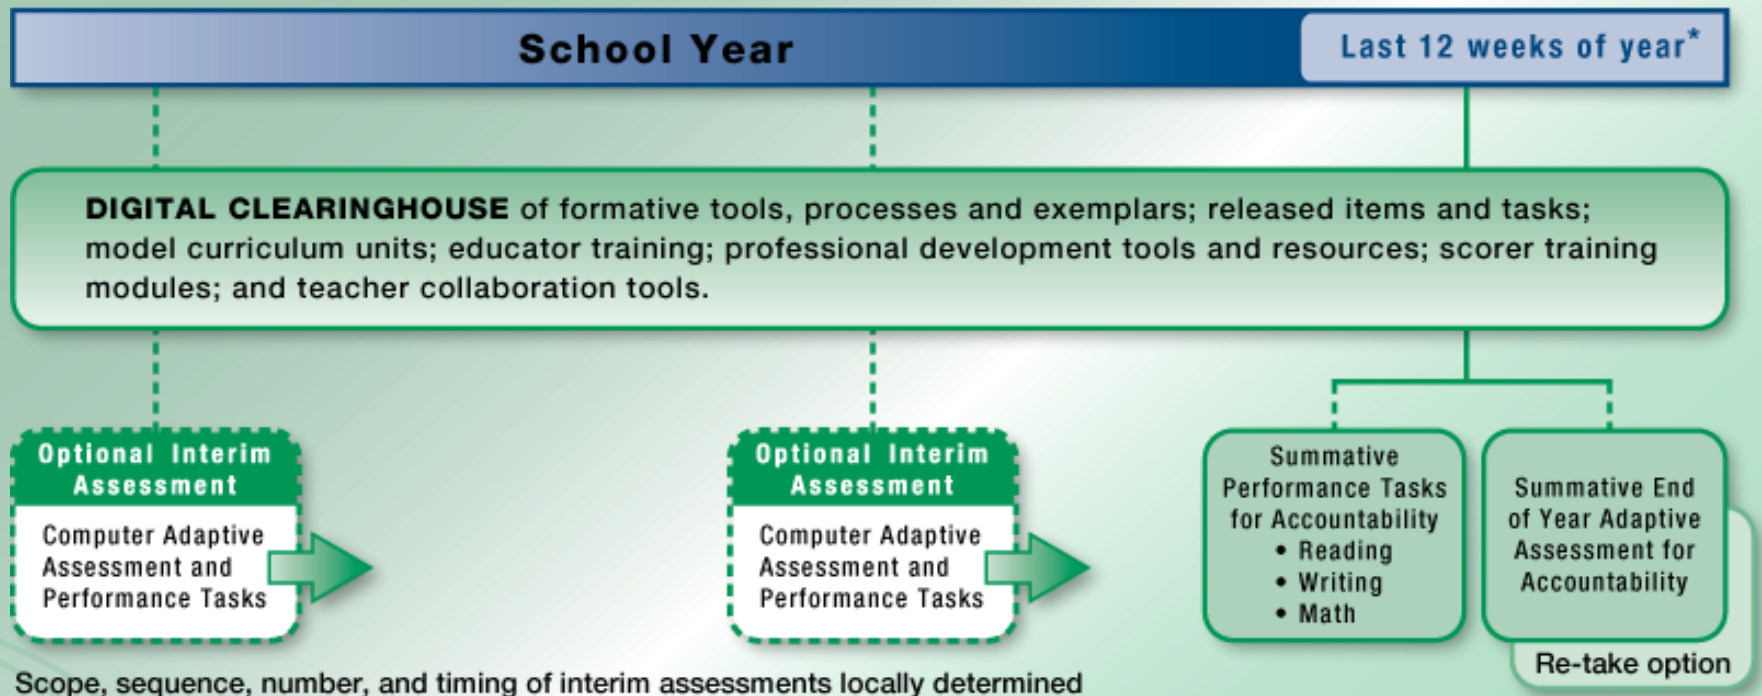 School Year
Last 12 weeks of year*
DIGITAL CLEARINGHOUSE of formative tools, processes and exemplars; released items and tasks;
model curriculum units; educator training; professional development tools and resources; scorer training
modules; and teacher collaboration tools.
Optional Interim
Assessment
Computer Adaptive
Assessment and
Performance Tasks
Optional Interim
Assessment
Computer Adaptive
Assessment and
Performance Tasks
Summative
Performance Tasks
for Accountability
• Reading
• Writing
• Math
Summative End
of Year Adaptive
Assessment for
Accountability
Re-take option
Scope, sequence, number, and timing of interim assessments locally determined